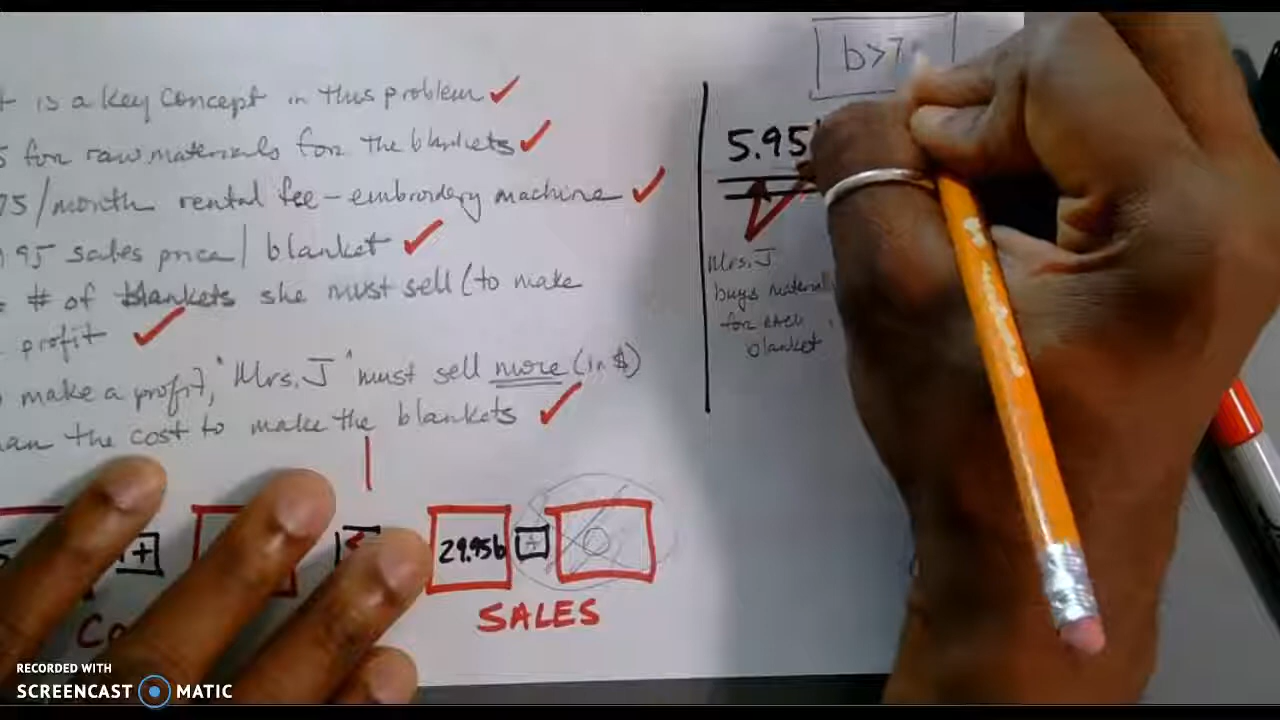 b>7
is a key concept in this problem
5.95
for raw materials for the blankets
75/month rental fee - embroidery machine
.95 sales price / blanket
# of blankets she must sell (to make
profit
make a profit, "Mrs. J" must sell more (in $)
the cost to make the blankets
Mrs. J
buys material
for each
blanket
+ 29.95b +
SALES
RECORDED WITH
SCREENCAST MATIC